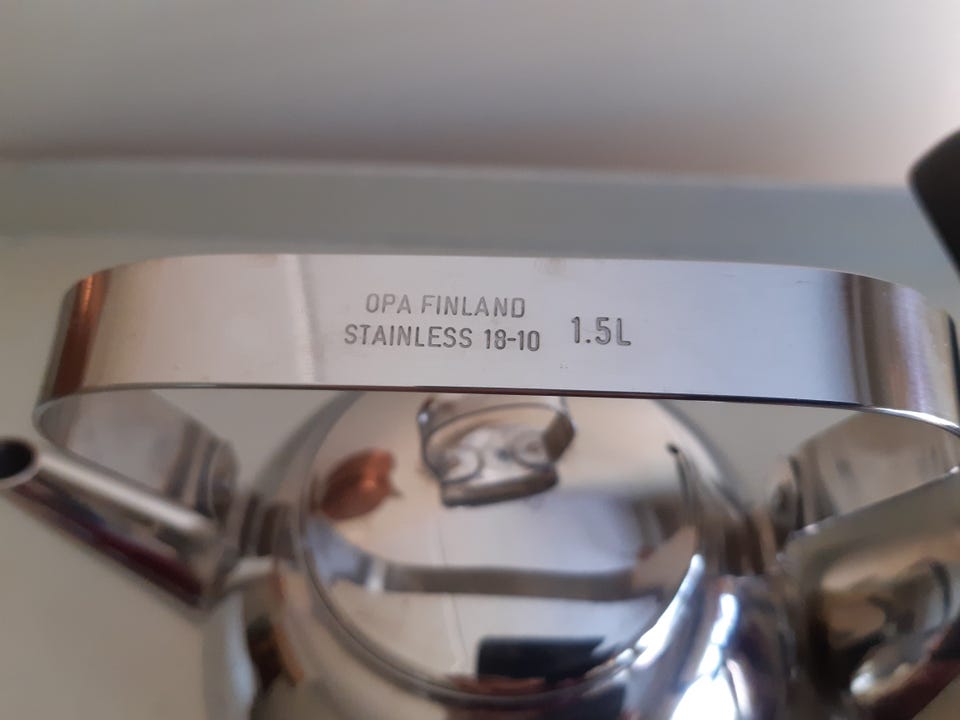 OPA FINLAND
STAINLESS 18-10 1.5L